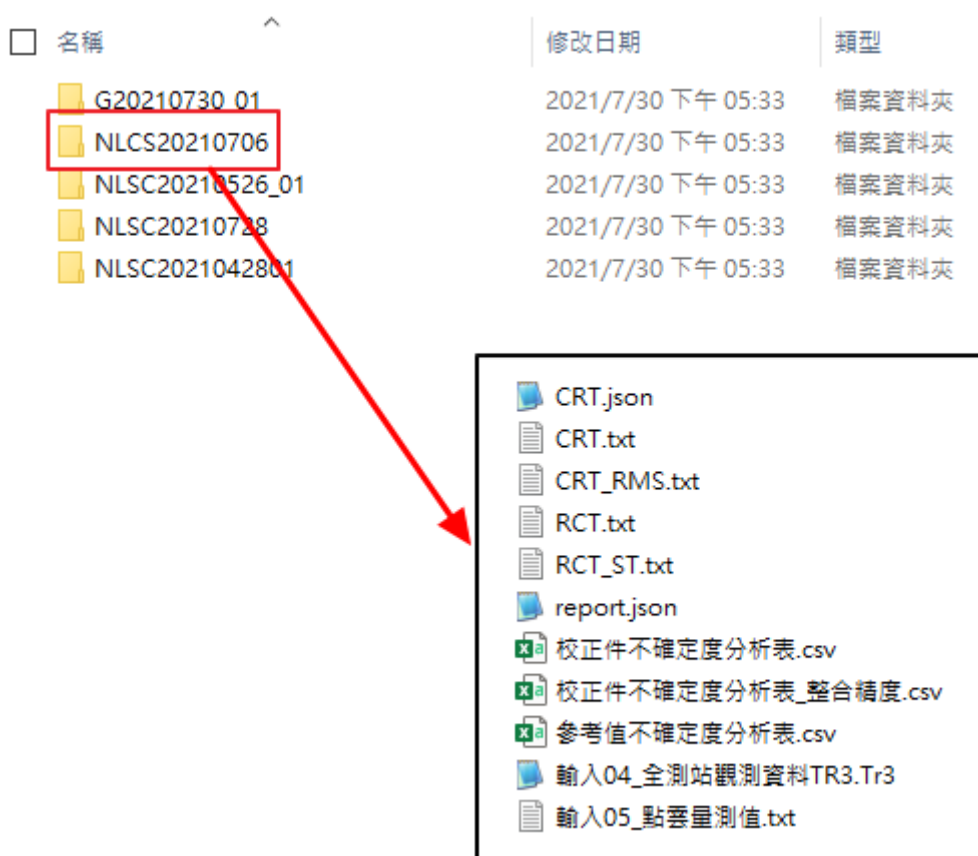 名稱 修改日期 類型
G20210730_01 2021/7/30 下午 05:33 檔案資料夾
NLCS20210706 2021/7/30 下午 05:33 檔案資料夾
NLSC20210526_01 2021/7/30 下午 05:33 檔案資料夾
NLSC20210728 2021/7/30 下午 05:33 檔案資料夾
NLSC2021042801 2021/7/30 下午 05:33 檔案資料夾
CRT.json
CRT.txt
CRT_RMS.txt
RCT.txt
RCT_ST.txt
report.json
校正件不確定度分析表.csv
校正件不確定度分析表_整合精度.csv
參考值不確定度分析表.csv
輸入04_全測站觀測資料TR3.Tr3
輸入05_點雲量測值.txt